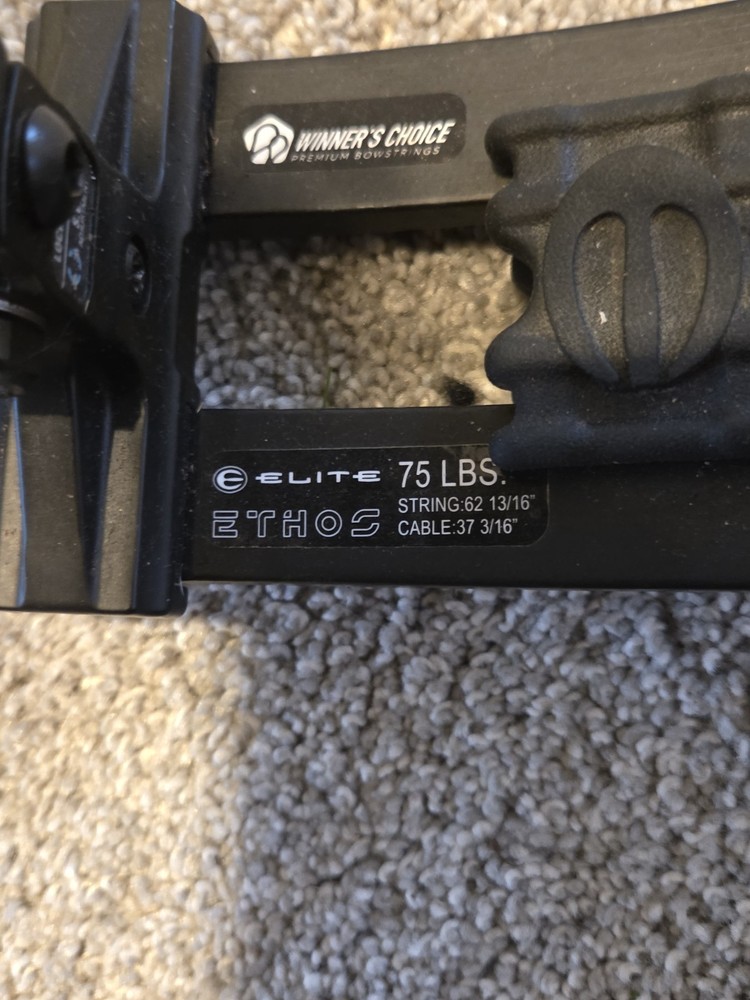 WINNER'S CHOICE
PREMIUM BOWSTRINGS
ELITE 75 LBS.
ETHOS STRING:62 13/16"
CABLE:37 3/16"